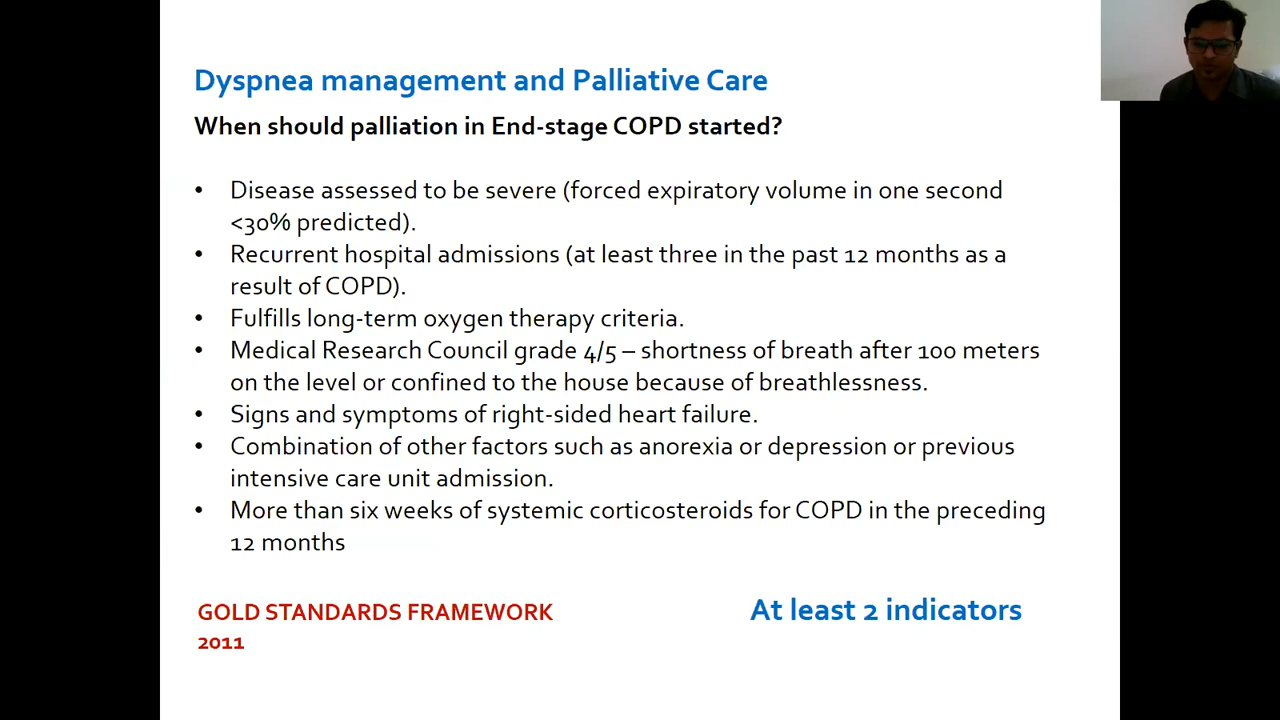 Dyspnea management and Palliative Care
When should palliation in End-stage COPD started?
• Disease assessed to be severe (forced expiratory volume in one second
<30% predicted).
• Recurrent hospital admissions (at least three in the past 12 months as a
result of COPD).
• Fulfills long-term oxygen therapy criteria.
• Medical Research Council grade 4/5 – shortness of breath after 100 meters
on the level or confined to the house because of breathlessness.
• Signs and symptoms of right-sided heart failure.
• Combination of other factors such as anorexia or depression or previous
intensive care unit admission.
• More than six weeks of systemic corticosteroids for COPD in the preceding
12 months
GOLD STANDARDS FRAMEWORK
2011
At least 2 indicators